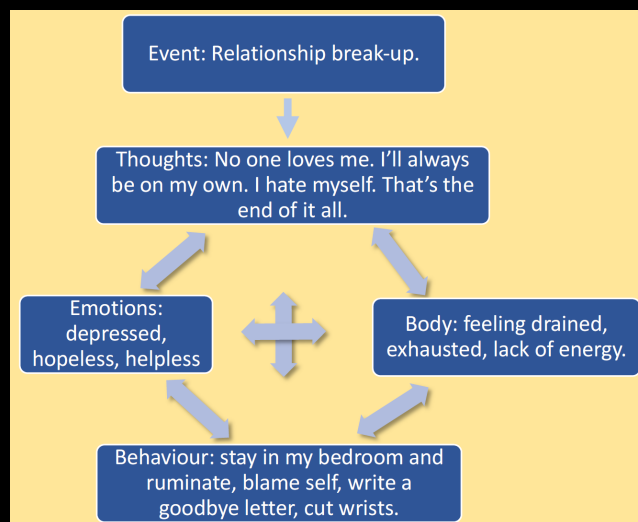 Event: Relationship break-up.
Thoughts: No one loves me. I'll always
be on my own. I hate myself. That's the
end of it all.
Emotions:
depressed,
hopeless, helpless
Body: feeling drained,
exhausted, lack of energy.
Behaviour: stay in my bedroom and
ruminate, blame self, write a
goodbye letter, cut wrists.